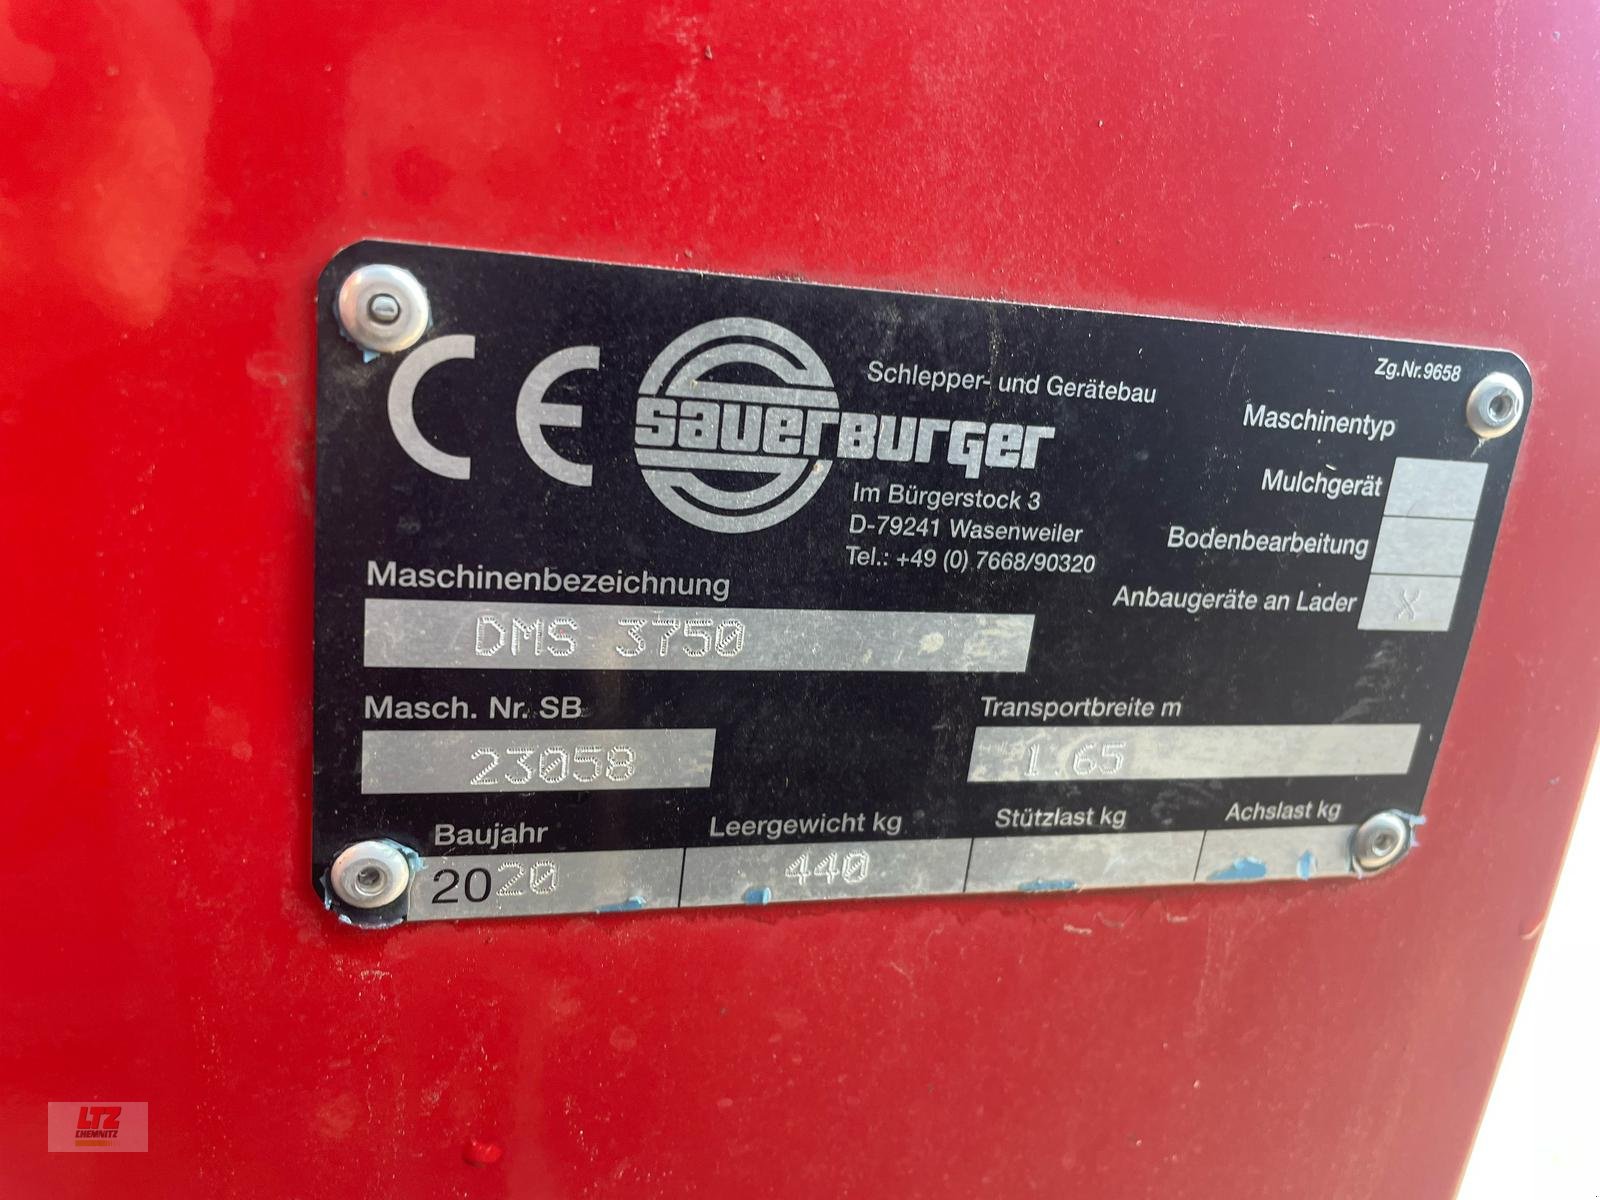 CE
sauerburger
Schlepper- und Gerätebau
Im Bürgerstock 3
D-79241 Wasenweiler
Tel.: +49 (0) 7668/90320
Zg.Nr.9658
Maschinentyp
Mulchgerät
Bodenbearbeitung
Anbaugeräte an Lader X
Maschinenbezeichnung
DMS 3750
Masch. Nr. SB
23058
Transportbreite m
1.65
Baujahr
2020
Leergewicht kg
440
Stützlast kg
Achslast kg
LTZ
CHEMNITZ